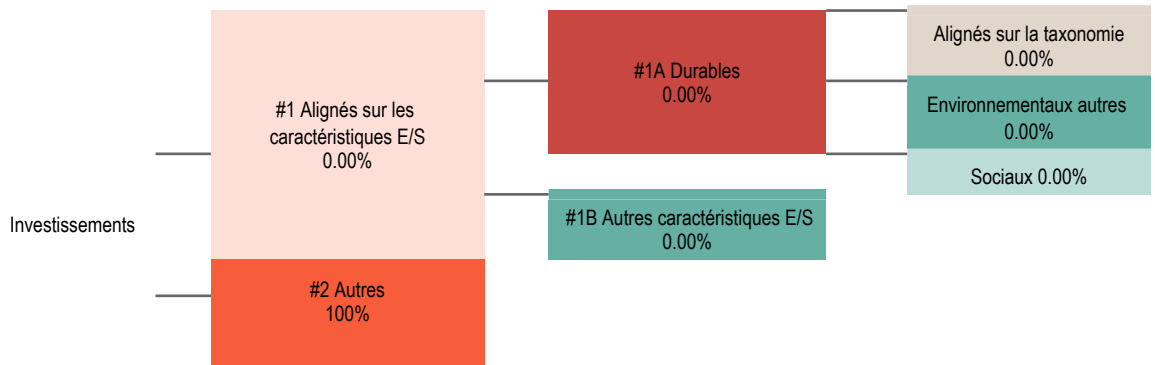 Investissements
#1 Alignés sur les
caractéristiques E/S
0.00%
#2 Autres
100%
#1A Durables
0.00%
#1B Autres caractéristiques E/S
0.00%
Alignés sur la taxonomie
0.00%
Environnementaux autres
0.00%
Sociaux 0.00%